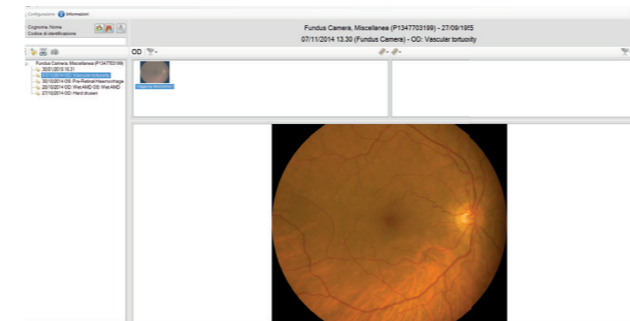 Configurazione Informazioni
Cognome, Nome
Codice di identificazione
Fundus Camera, Miscellanea (P1347703199) - 27/09/1955
07/11/2014 13.30 (Fundus Camera) - OD: Vascular tortuosity
OD
Fundus Camera, Miscellanea (P1347703199)
30/01/2015 16.31
07/11/2014 OD: Vascular tortuosity
30/10/2014 OS: Pre-Retinal Haemorrhage
28/10/2014 OD: Wet AMD OS: Wet AMD
27/10/2014 OD: Hard drusen